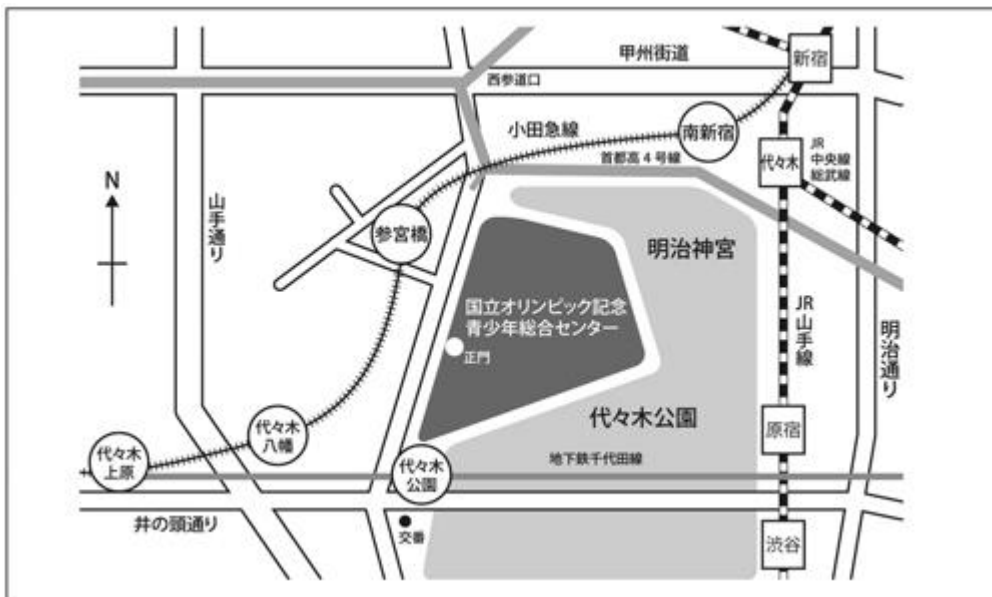 甲州街道
新宿
西参道口
小田急線
南新宿
首都高4号線
代々木
JR
中央線
総武線
N
山手通り
参宮橋
明治神宮
国立オリンピック記念
青少年総合センター
正門
JR山手線
明治通り
代々木公園
原宿
代々木
八幡
代々木
上原
代々木
公園
地下鉄千代田線
井の頭通り
交番
渋谷